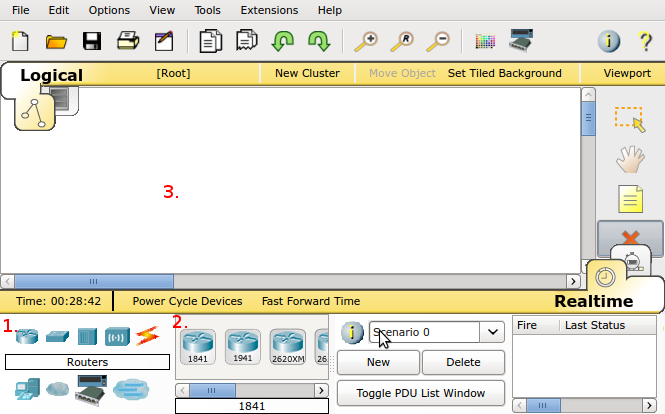 File Edit Options View Tools Extensions Help
R
i ?
Logical [Root] New Cluster Move Object Set Tiled Background Viewport
3.
Time: 00:28:42 Power Cycle Devices Fast Forward Time Realtime
1. 2.
1841 1941 2620XM 262
i Scenario 0
Fire Last Status
Routers
New Delete
Toggle PDU List Window
1841